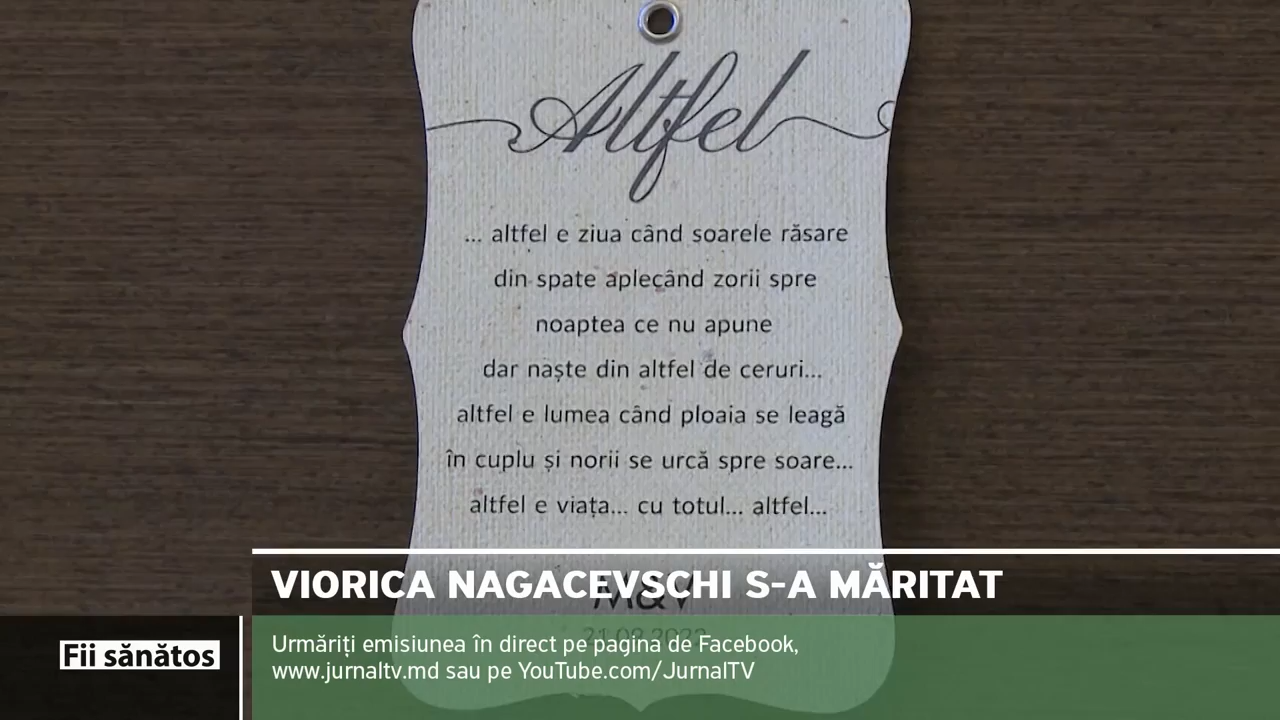 Altfel
... altfel e ziua când soarele răsare
din spate aplecând zorii spre
noaptea ce nu apune
dar naște din altfel de ceruri...
altfel e lumea când ploaia se leagă
în cuplu și norii se urcă spre soare...
altfel e viața... cu totul... altfel...
M&V
VIORICA NAGACEVSCHI S-A MĂRITAT
Fii sănătos
Urmăriți emisiunea în direct pe pagina de Facebook,
www.jurnaltv.md sau pe YouTube.com/JurnalTV